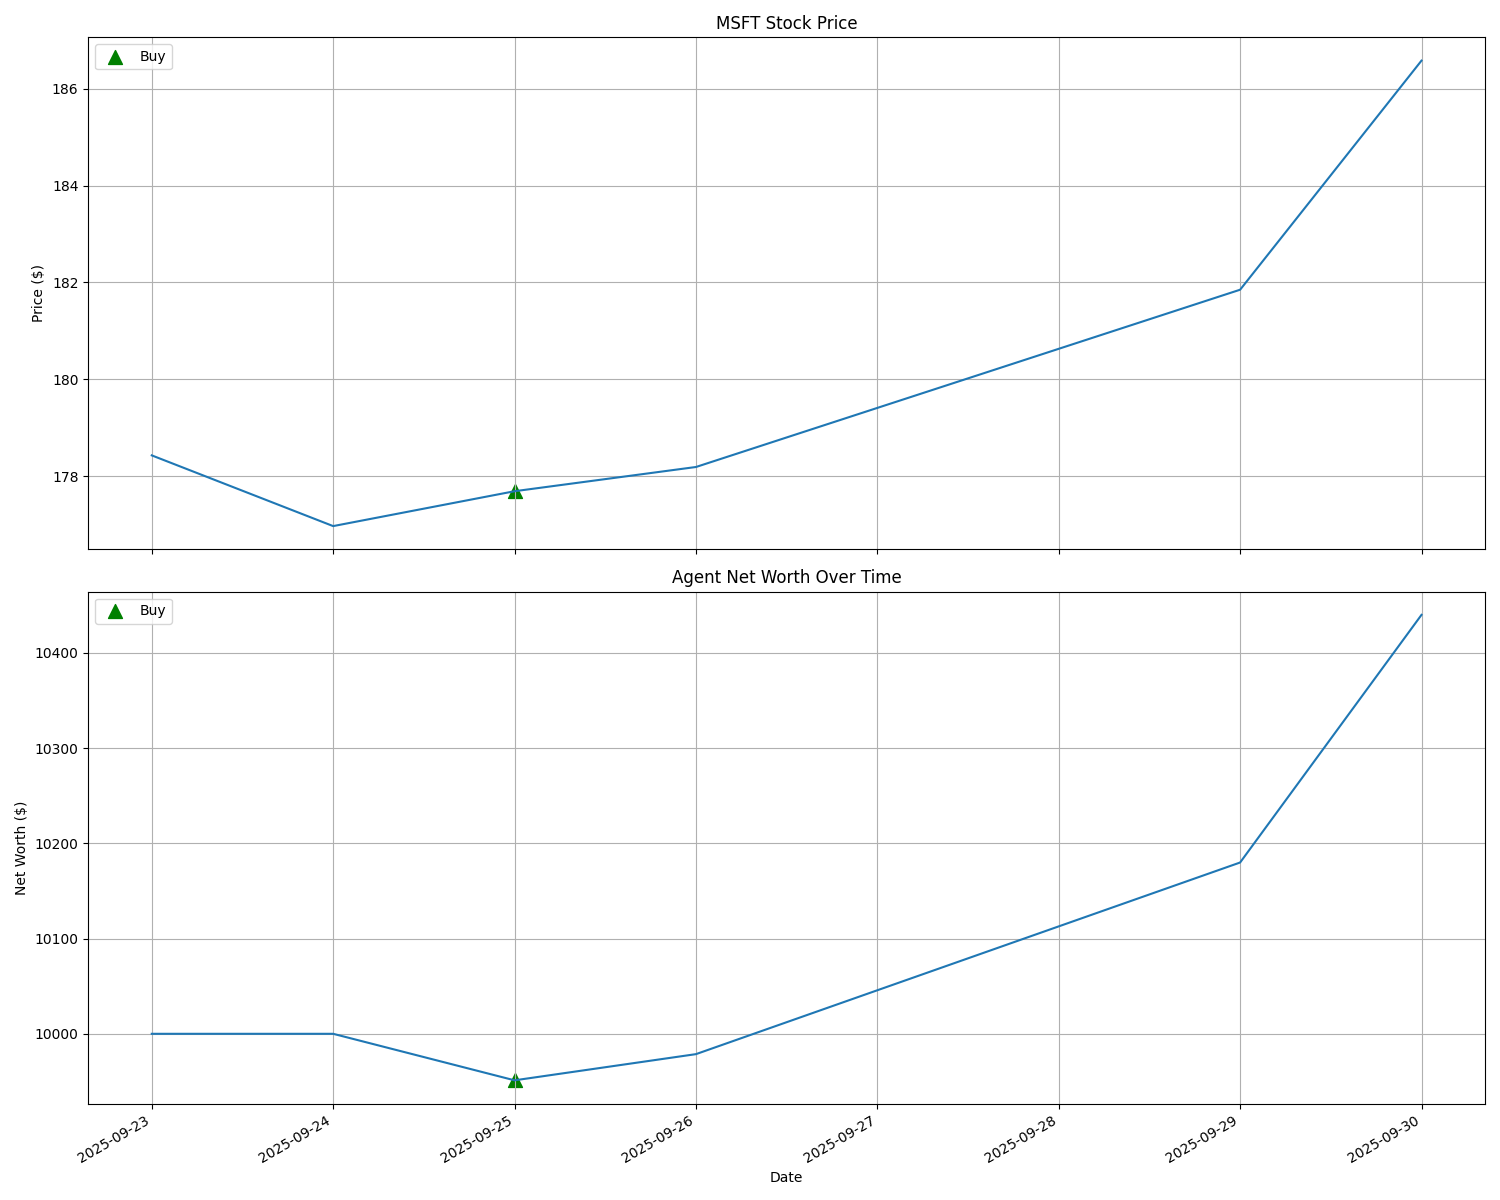 MSFT Stock Price
Buy
186
184
182
180
178
Price ($)
Agent Net Worth Over Time
Buy
10400
10300
10200
10100
10000
Net Worth ($)
2025-09-23
2025-09-24
2025-09-25
2025-09-26
2025-09-27
2025-09-28
2025-09-29
2025-09-30
Date